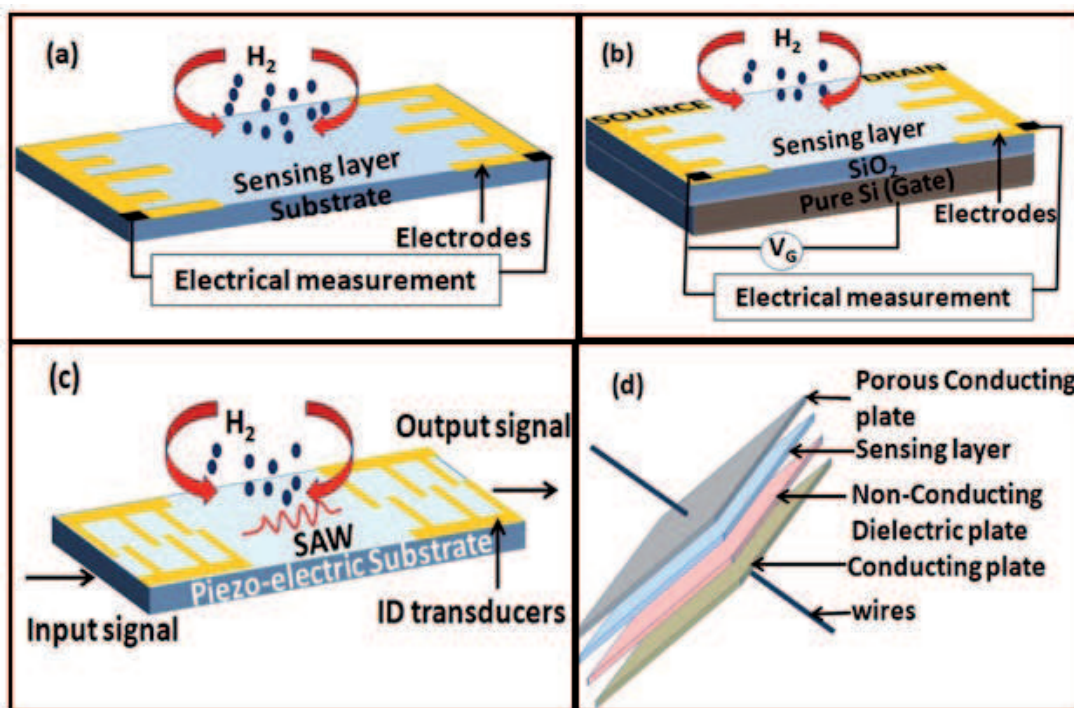 (a)
H2
Sensing layer
Substrate
Electrodes
Electrical measurement
(b)
H2
SOURCE
DRAIN
Sensing layer
SiO2
Pure Si (Gate)
Electrodes
VG
Electrical measurement
(c)
H2
Output signal
SAW
Piezo-electric Substrate
Input signal
ID transducers
(d)
Porous Conducting
plate
Sensing layer
Non-Conducting
Dielectric plate
Conducting plate
wires